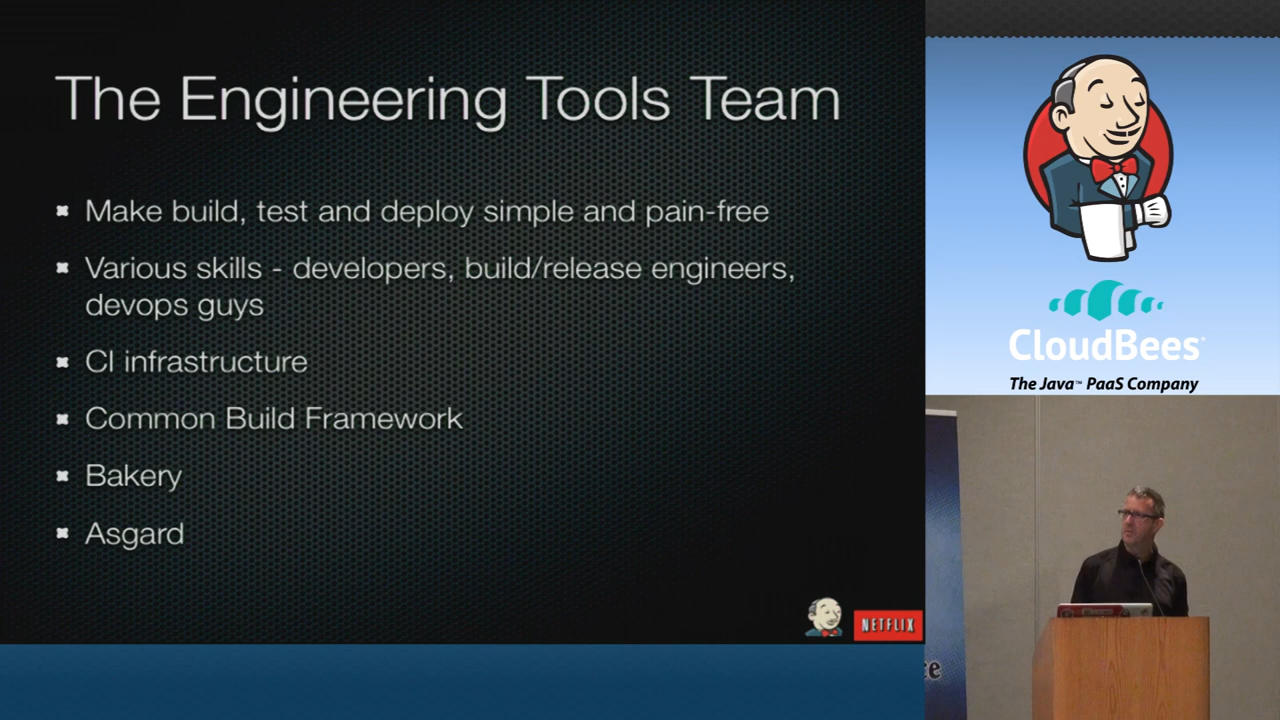 The Engineering Tools Team
Make build, test and deploy simple and pain-free
Various skills - developers, build/release engineers,
devops guys
CI infrastructure
Common Build Framework
Bakery
Asgard
NETFLIX
CloudBees
The Java™ PaaS Company